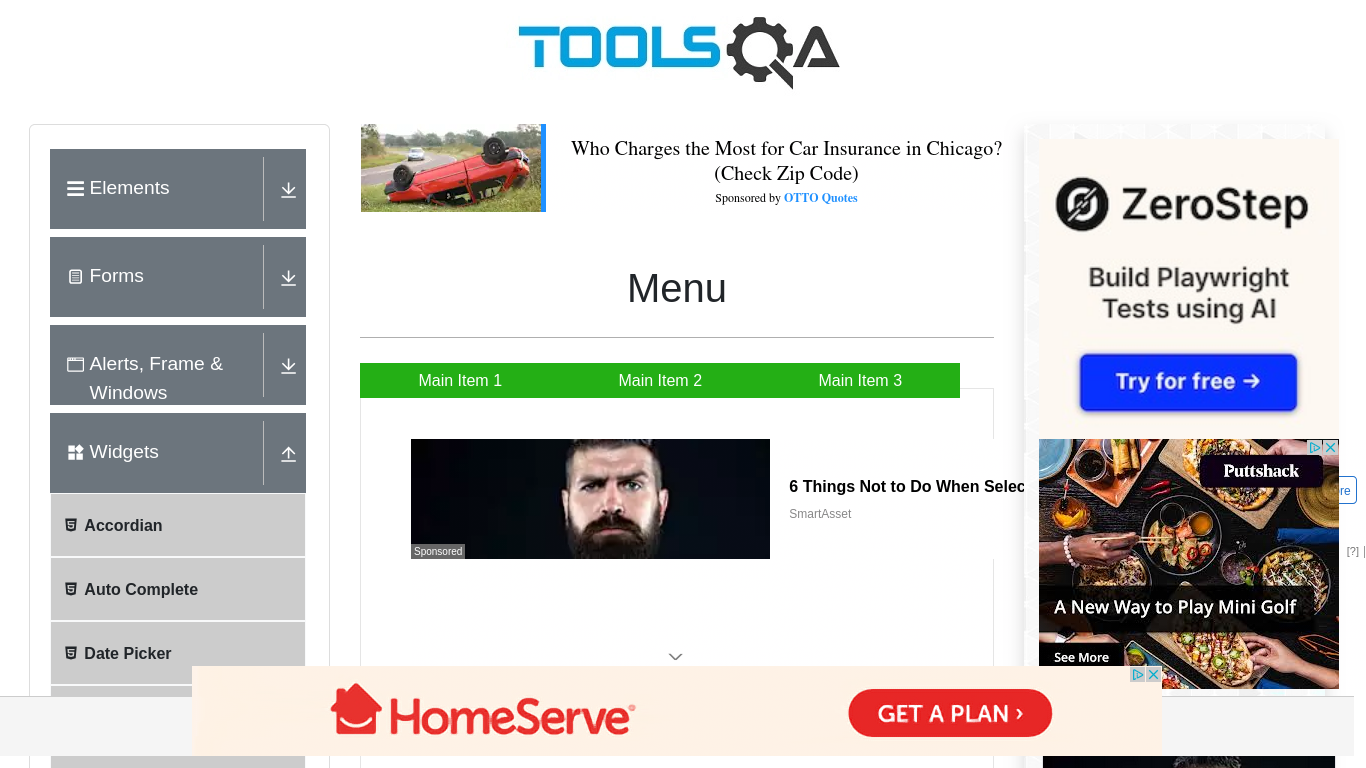 TOOLSQA
Elements
Forms
Alerts, Frame &
Windows
Widgets
Accordian
Auto Complete
Date Picker
Who Charges the Most for Car Insurance in Chicago?
(Check Zip Code)
Sponsored by OTTO Quotes
Menu
Main Item 1
Main Item 2
Main Item 3
6 Things Not to Do When Selec
SmartAsset
Sponsored
ZeroStep
Build Playwright
Tests using AI
Try for free →
Puttshack
re
[?]
A New Way to Play Mini Golf
See More
HomeServe®
GET A PLAN ›